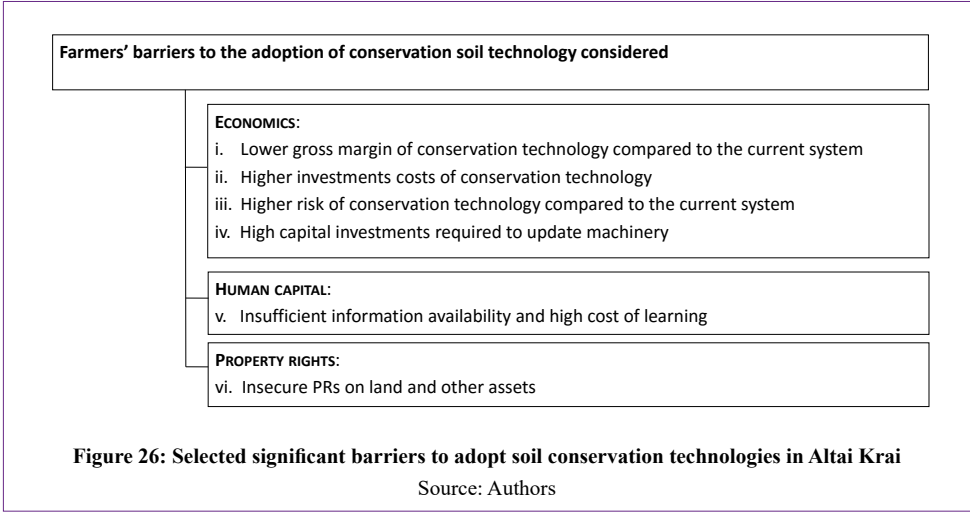 Farmers’ barriers to the adoption of conservation soil technology considered
ECONOMICS:
i. Lower gross margin of conservation technology compared to the current system
ii. Higher investments costs of conservation technology
iii. Higher risk of conservation technology compared to the current system
iv. High capital investments required to update machinery
HUMAN CAPITAL:
v. Insufficient information availability and high cost of learning
PROPERTY RIGHTS:
vi. Insecure PRs on land and other assets
Figure 26: Selected significant barriers to adopt soil conservation technologies in Altai Krai
Source: Authors